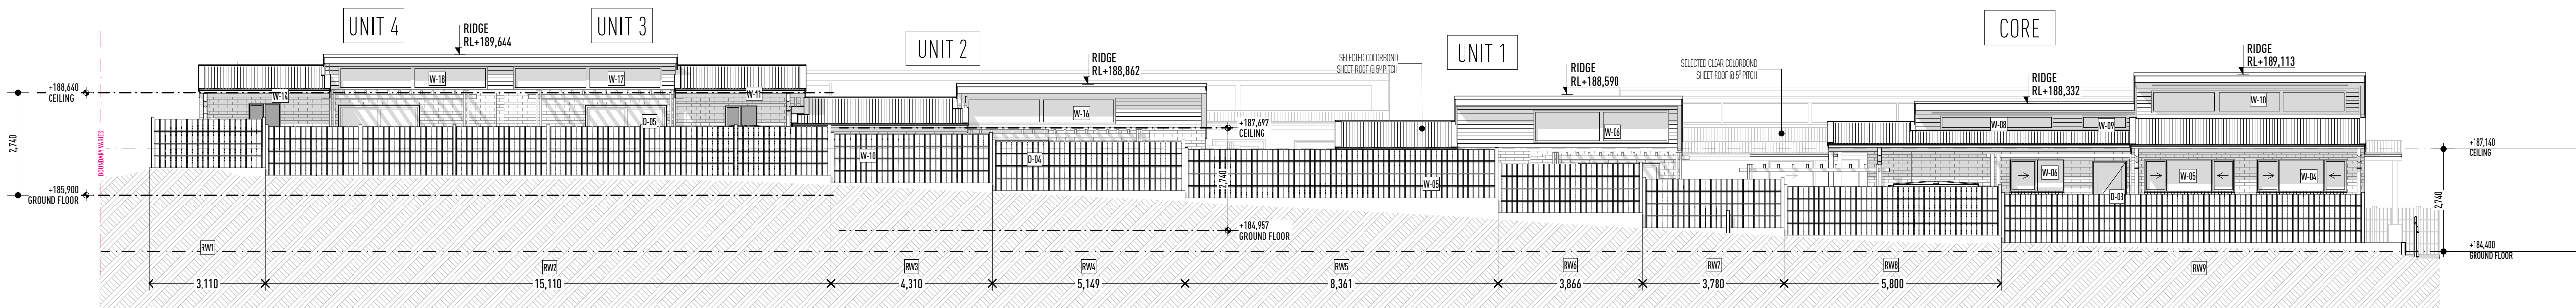 UNIT 4
UNIT 3
UNIT 2
UNIT 1
CORE
RIDGE
RL+189,644
RIDGE
RL+188,862
RIDGE
RL+188,590
RIDGE
RL+188,332
RIDGE
RL+189,113
SELECTED COLORBOND
SHEET ROOF @ 5° PITCH
SELECTED CLEAR COLORBOND
SHEET ROOF @ 5° PITCH
+188,640
CEILING
2,740
+185,900
GROUND FLOOR
BOUNDARY VARIES
W-18
W-17
W-14
W-11
D-05
W-16
W-10
D-04
+187,697
CEILING
2,740
+184,957
GROUND FLOOR
W-05
W-06
W-08
W-09
W-10
W-06
W-05
W-04
D-03
+187,140
CEILING
2,740
+184,400
GROUND FLOOR
RW1
RW2
RW3
RW4
RW5
RW6
RW7
RW8
RW9
3,110
15,110
4,310
5,149
8,361
3,866
3,780
5,800